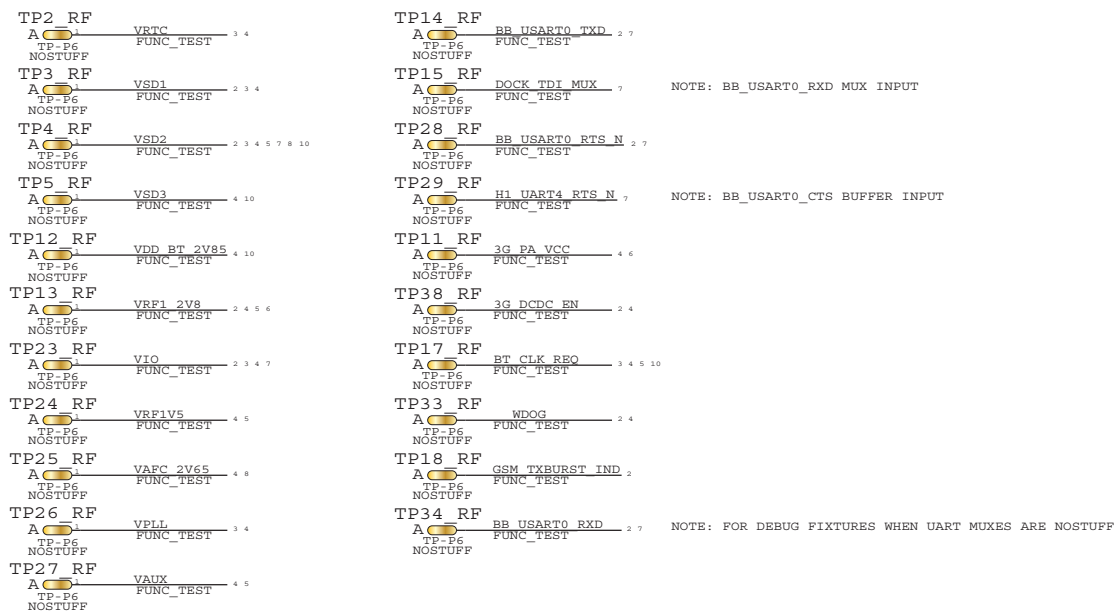 TP2_RF
A 1 VRTC 3 4
TP-P6 FUNC_TEST
NOSTUFF
TP3_RF
A 1 VSD1 2 3 4
TP-P6 FUNC_TEST
NOSTUFF
TP4_RF
A 1 VSD2 2 3 4 5 7 8 10
TP-P6 FUNC_TEST
NOSTUFF
TP5_RF
A 1 VSD3 4 10
TP-P6 FUNC_TEST
NOSTUFF
TP12_RF
A 1 VDD_BT_2V85 4 10
TP-P6 FUNC_TEST
NOSTUFF
TP13_RF
A 1 VRF1_2V8 2 4 5 6
TP-P6 FUNC_TEST
NOSTUFF
TP23_RF
A 1 VIO 2 3 4 7
TP-P6 FUNC_TEST
NOSTUFF
TP24_RF
A 1 VRF1V5 4 5
TP-P6 FUNC_TEST
NOSTUFF
TP25_RF
A 1 VAFC_2V65 4 8
TP-P6 FUNC_TEST
NOSTUFF
TP26_RF
A 1 VPLL 3 4
TP-P6 FUNC_TEST
NOSTUFF
TP27_RF
A 1 VAUX 4 5
TP-P6 FUNC_TEST
NOSTUFF
TP14_RF
A 1 BB_USART0_TXD 2 7
TP-P6 FUNC_TEST
NOSTUFF
TP15_RF
A 1 DOCK_TDI_MUX 7 NOTE: BB_USART0_RXD MUX INPUT
TP-P6 FUNC_TEST
NOSTUFF
TP28_RF
A 1 BB_USART0_RTS_N 2 7
TP-P6 FUNC_TEST
NOSTUFF
TP29_RF
A 1 H1_UART4_RTS_N 7 NOTE: BB_USART0_CTS BUFFER INPUT
TP-P6 FUNC_TEST
NOSTUFF
TP11_RF
A 1 3G_PA_VCC 4 6
TP-P6 FUNC_TEST
NOSTUFF
TP38_RF
A 1 3G_DCDC_EN 2 4
TP-P6 FUNC_TEST
NOSTUFF
TP17_RF
A 1 BT_CLK_REQ 3 4 5 10
TP-P6 FUNC_TEST
NOSTUFF
TP33_RF
A 1 WDOG 2 4
TP-P6 FUNC_TEST
NOSTUFF
TP18_RF
A 1 GSM_TXBURST_IND 2
TP-P6 FUNC_TEST
NOSTUFF
TP34_RF
A 1 BB_USART0_RXD 2 7 NOTE: FOR DEBUG FIXTURES WHEN UART MUXES ARE NOSTUFF
TP-P6 FUNC_TEST
NOSTUFF